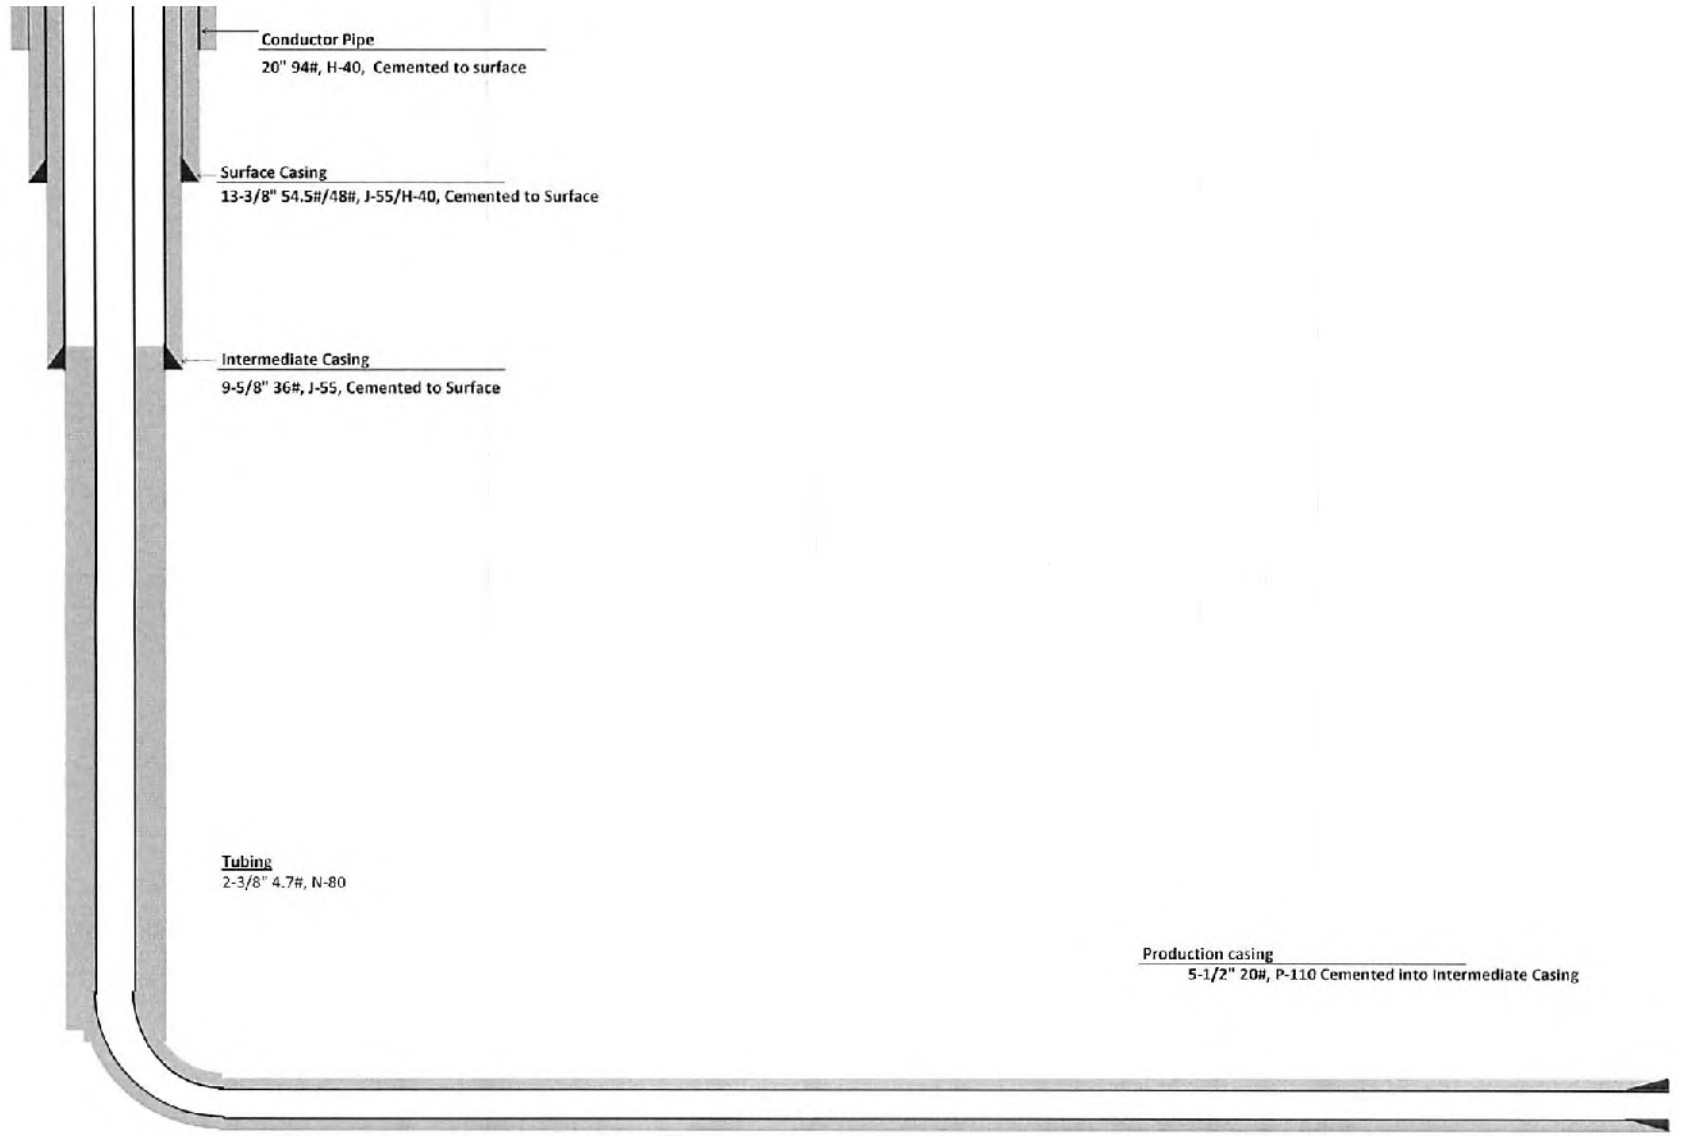 Conductor Pipe
20" 94#, H-40, Cemented to surface
Surface Casing
13-3/8" 54.5#/48#, J-55/H-40, Cemented to Surface
Intermediate Casing
9-5/8" 36#, J-55, Cemented to Surface
Tubing
2-3/8" 4.7#, N-80
Production casing
5-1/2" 20#, P-110 Cemented into Intermediate Casing